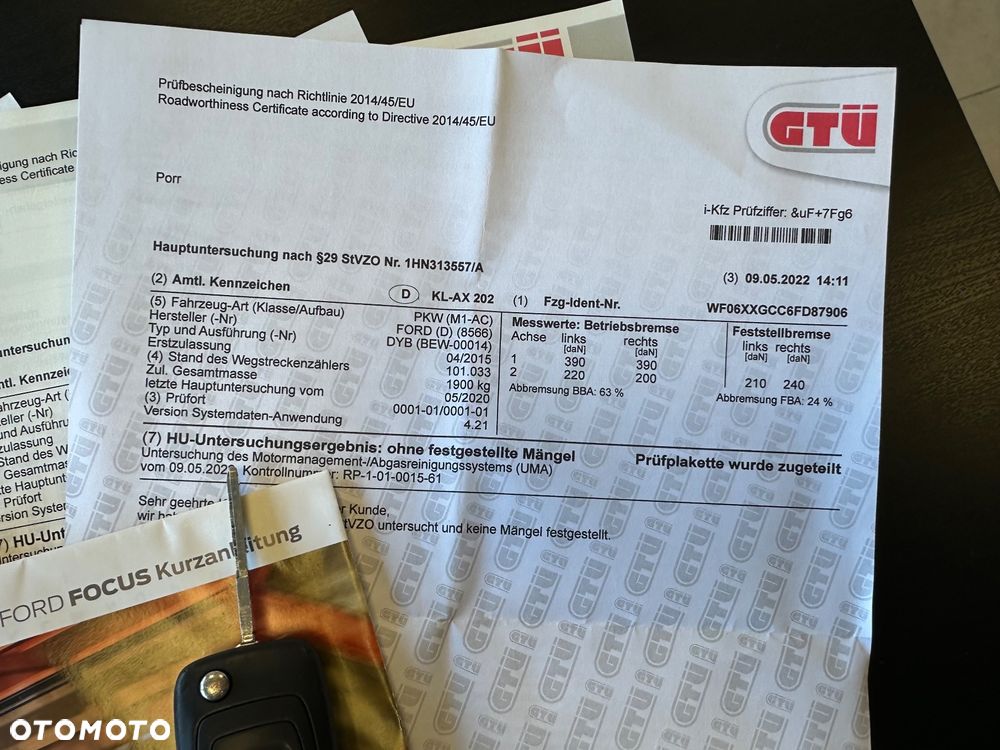 Prüfbescheinigung nach Richtlinie 2014/45/EU
Roadworthiness Certificate according to Directive 2014/45/EU
GTÜ
Porr
i-Kfz Prüfziffer: &uF+7Fg6
Hauptuntersuchung nach §29 StVZO Nr. 1HN313557/A
(3) 09.05.2022 14:11
(2) Amtl. Kennzeichen D KL-AX 202 (1) Fzg-Ident-Nr. WF06XXGCC6FD87906
(5) Fahrzeug-Art (Klasse/Aufbau) PKW (M1-AC)
Hersteller (-Nr) FORD (D) (8566)
Typ und Ausführung (-Nr) DYB (BEW-00014)
Erstzulassung 04/2015
(4) Stand des Wegstreckenzählers 101.033
Zul. Gesamtmasse 1900 kg
letzte Hauptuntersuchung vom 05/2020
(3) Prüfort 0001-01/0001-01
Version Systemdaten-Anwendung 4.21
Messwerte: Betriebsbremse
Achse links rechts
[daN] [daN]
1 390 390
2 220 200
Abbremsung BBA: 63 %
Feststellbremse
links rechts
[daN] [daN]
210 240
Abbremsung FBA: 24 %
(7) HU-Untersuchungsergebnis: ohne festgestellte Mängel
Prüfplakette wurde zugeteilt
Untersuchung des Motormanagement-/Abgasreinigungssystems (UMA)
vom 09.05.202 Kontrollnummer: RP-1-01-0015-61
Sehr geehrte r Kunde,
wir StVZO untersucht und keine Mängel festgestellt.
FORD FOCUS Kurzanleitung
OTOMOTO